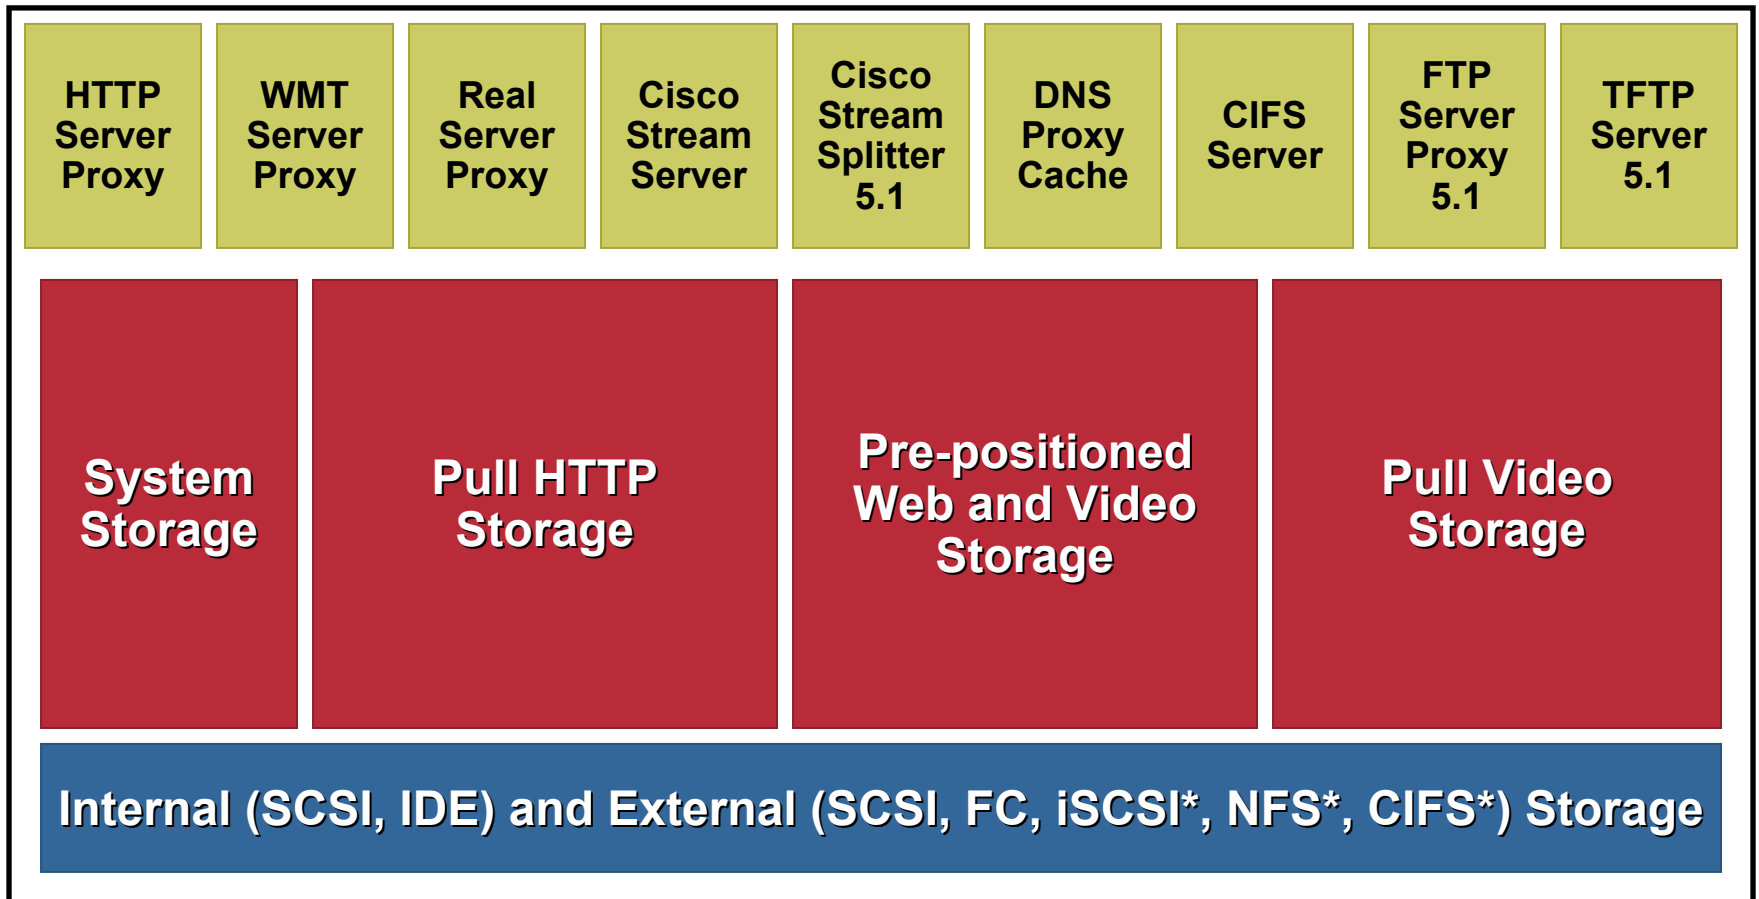 HTTP
Server
Proxy
WMT
Server
Proxy
Real
Server
Proxy
Cisco
Stream
Server
Cisco
Stream
Splitter
5.1
DNS
Proxy
Cache
CIFS
Server
FTP
Server
Proxy
5.1
TFTP
Server
5.1
System
Storage
Pull HTTP
Storage
Pre-positioned
Web and Video
Storage
Pull Video
Storage
Internal (SCSI, IDE) and External (SCSI, FC, iSCSI*, NFS*, CIFS*) Storage